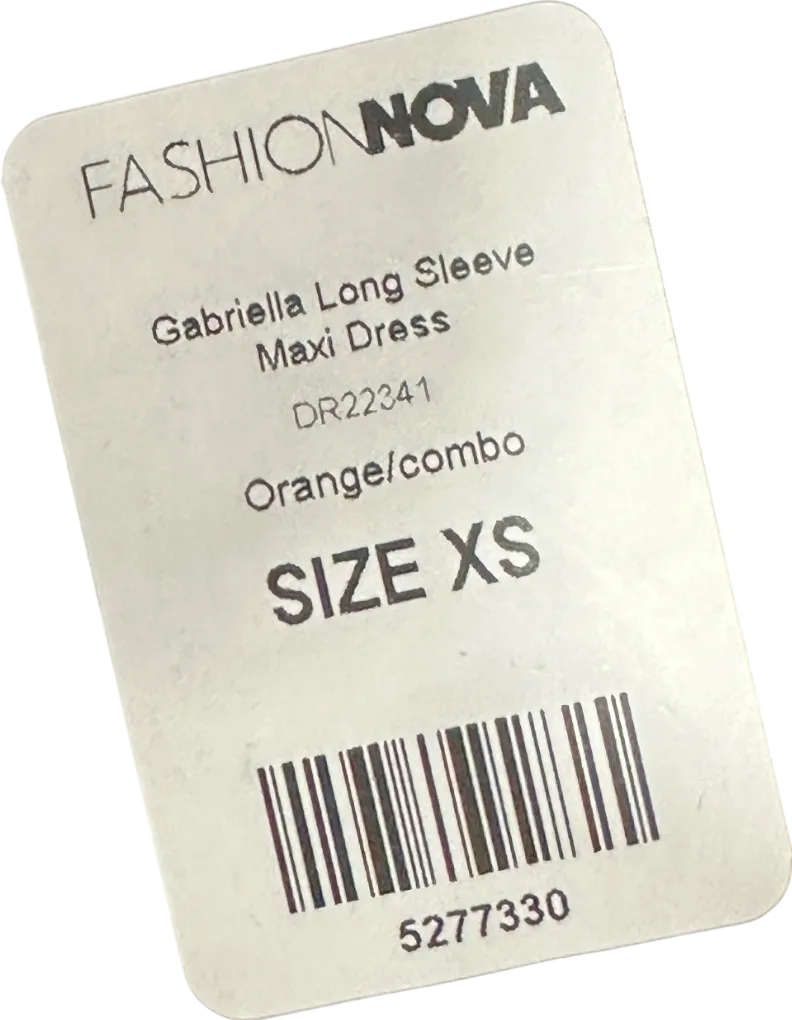 FASHIONNOVA
Gabriella Long Sleeve
Maxi Dress
DR22341
Orange/combo
SIZE XS
5277330